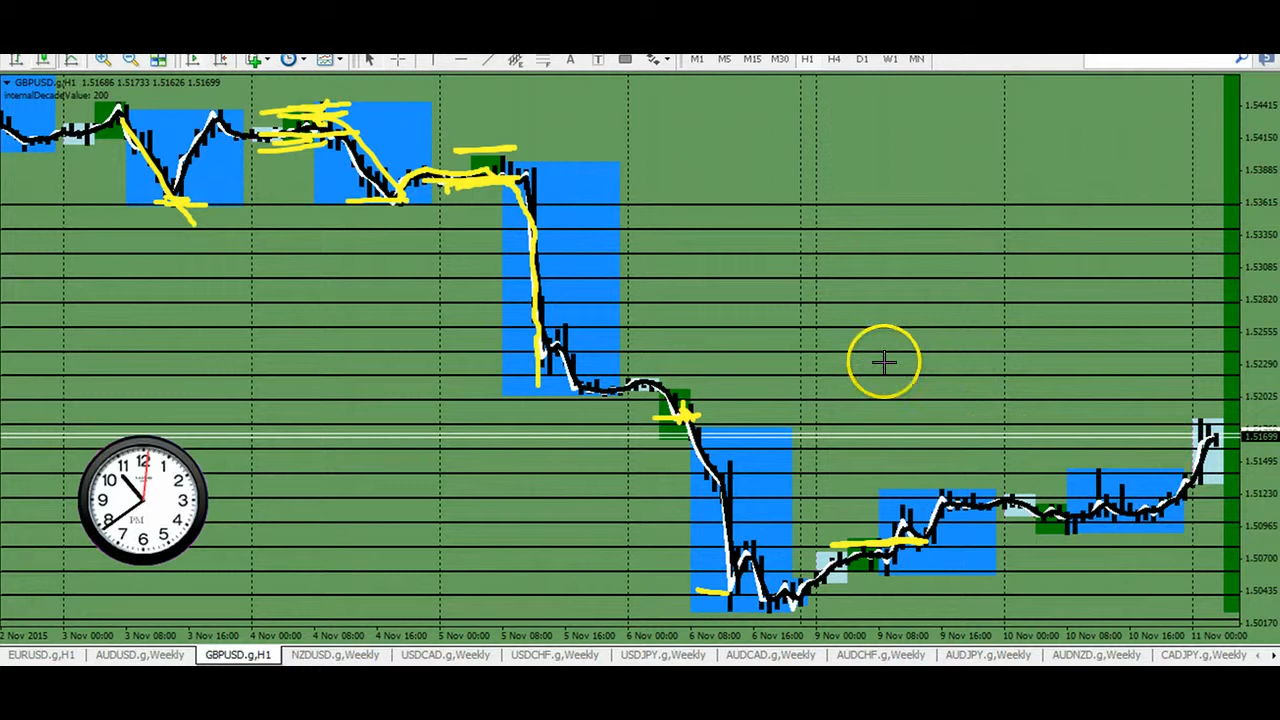 M1 M5 M15 M30 H1 H4 D1 W1 MN
GBPUSD.g,H1 1.51686 1.51733 1.51626 1.51699
internalDecadeValue: 200
1.54415
1.54150
1.53885
1.53615
1.53350
1.53085
1.52820
1.52555
1.52290
1.52025
1.51699
1.51495
1.51230
1.50965
1.50700
1.50435
1.50170
12 1 2 3 4 5 6 7 8 9 10 11
PM
2 Nov 2015 3 Nov 00:00 3 Nov 08:00 3 Nov 16:00 4 Nov 00:00 4 Nov 08:00 4 Nov 16:00 5 Nov 00:00 5 Nov 08:00 5 Nov 16:00 6 Nov 00:00 6 Nov 08:00 6 Nov 16:00 9 Nov 00:00 9 Nov 08:00 9 Nov 16:00 10 Nov 00:00 10 Nov 08:00 10 Nov 16:00 11 Nov 00:00
EURUSD.g,H1 AUDUSD.g,Weekly GBPUSD.g,H1 NZDUSD.g,Weekly USDCAD.g,Weekly USDCHF.g,Weekly USDJPY.g,Weekly AUDCAD.g,Weekly AUDCHF.g,Weekly AUDJPY.g,Weekly AUDNZD.g,Weekly CADJPY.g,Weekly